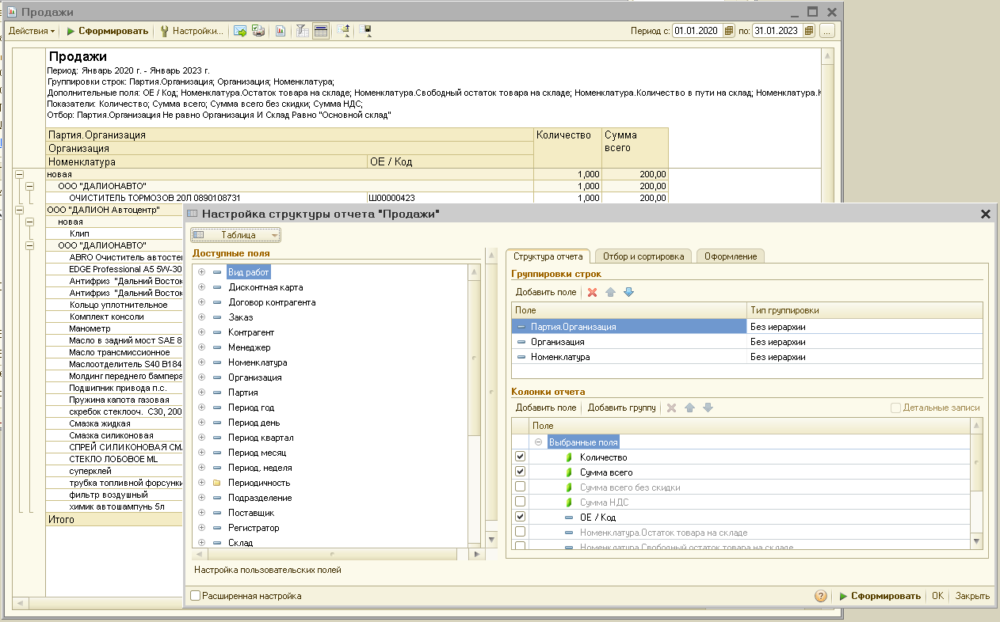 Продажи
Действия
Сформировать
Настройки...
Период с: 01.01.2020 по: 31.01.2023 ...
Продажи
Период: Январь 2020 г. - Январь 2023 г.
Группировки строк: Партия.Организация; Организация; Номенклатура;
Дополнительные поля: ОЕ / Код; Номенклатура.Остаток товара на складе; Номенклатура.Свободный остаток товара на складе; Номенклатура.Количество в пути на склад; Номенклатура.К
Показатели: Количество; Сумма всего; Сумма всего без скидки; Сумма НДС;
Отбор: Партия.Организация Не равно Организация И Склад Равно "Основной склад"
Партия.Организация Количество Сумма всего
Организация
Номенклатура ОЕ / Код
новая 1,000 200,00
ООО "ДАЛИОНАВТО" 1,000 200,00
ОЧИСТИТЕЛЬ ТОРМОЗОВ 20Л 0890108731 Ш00000423 1,000 200,00
ООО "ДАЛИОН Автоцентр"
новая
Клип
ООО "ДАЛИОНАВТО"
ABRO Очиститель автостек
EDGE Professional A5 5W-30
Антифриз "Дальний Восток
Антифриз "Дальний Восток
Кольцо уплотнительное
Комплект консоли
Манометр
Масло в задний мост SAE 8
Масло трансмиссионное
Маслоотделитель S40 B184
Молдинг переднего бампера
Подшипник привода п.с.
Пружина капота газовая
скребок стеклооч. С30, 200
Смазка жидкая
Смазка силиконовая
СПРЕЙ СИЛИКОНОВАЯ СМА
СТЕКЛО ЛОБОВОЕ ML
суперклей
трубка топливной форсунки
фильтр воздушный
химик автошампунь 5л
Итого
Настройка структуры отчета "Продажи"
Таблица
Доступные поля
Вид работ
Дисконтная карта
Договор контрагента
Заказ
Контрагент
Менеджер
Номенклатура
Организация
Партия
Период год
Период день
Период квартал
Период месяц
Период, неделя
Периодичность
Подразделение
Поставщик
Регистратор
Склад
Настройка пользовательских полей
Структура отчета
Отбор и сортировка
Оформление
Группировки строк
Добавить поле
Поле Тип группировки
Партия.Организация Без иерархии
Организация Без иерархии
Номенклатура Без иерархии
Колонки отчета
Добавить поле Добавить группу Детальные записи
Поле
Выбранные поля
Количество
Сумма всего
Сумма всего без скидки
Сумма НДС
ОЕ / Код
Номенклатура.Остаток товара на складе
Номенклатура.Свободный остаток товара на складе
Расширенная настройка
? Сформировать ОК Закрыть